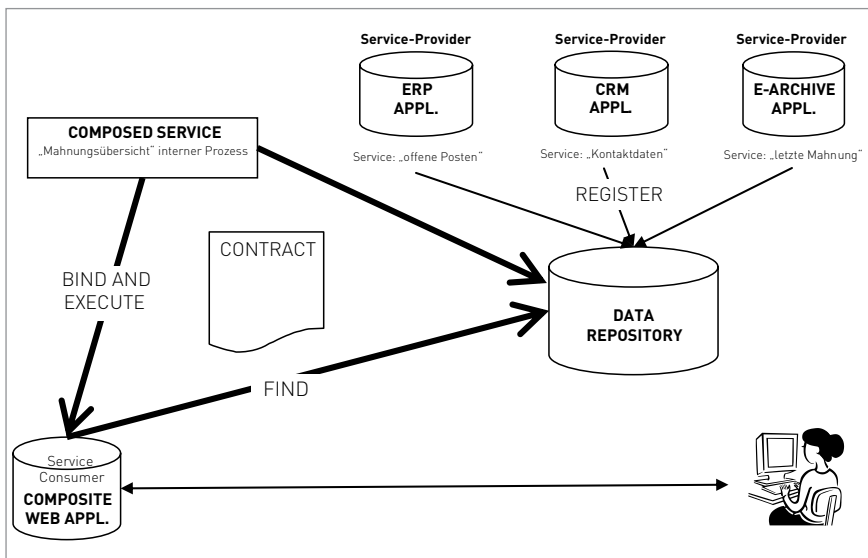 Service-Provider
Service-Provider
Service-Provider
ERP
APPL.
CRM
APPL.
E-ARCHIVE
APPL.
COMPOSED SERVICE
„Mahnungsübersicht“ interner Prozess
Service: „offene Posten“
Service: „Kontaktdaten“
Service: „letzte Mahnung“
REGISTER
CONTRACT
BIND AND
EXECUTE
DATA
REPOSITORY
FIND
Service
Consumer
COMPOSITE
WEB APPL.